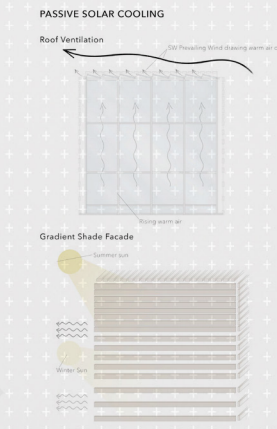 PASSIVE SOLAR COOLING
Roof Ventilation
SW Prevailing Wind drawing warm air
Rising warm air
Gradient Shade Facade
Summer sun
Winter Sun